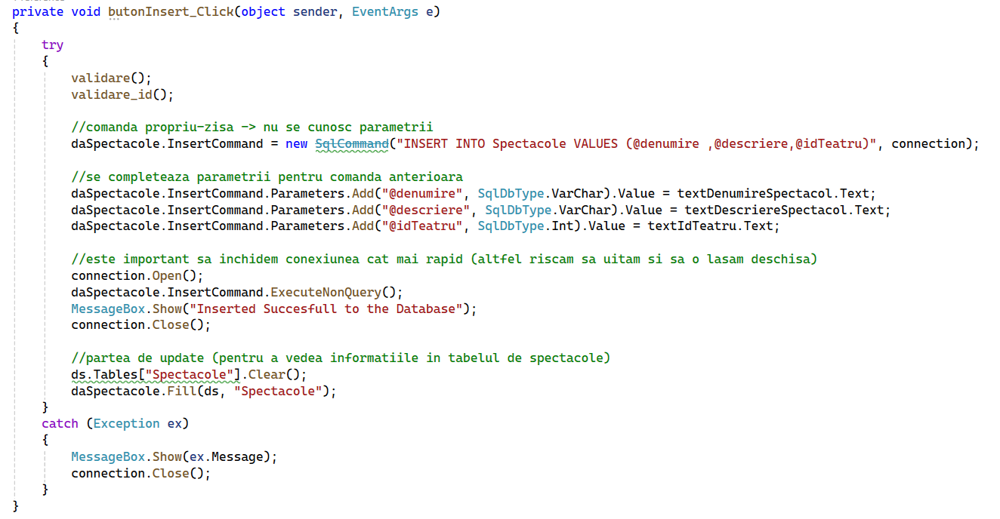 private void butonInsert_Click(object sender, EventArgs e)
{
    try
    {
        validare();
        validare_id();

        //comanda propriu-zisa -> nu se cunosc parametrii
        daSpectacole.InsertCommand = new SqlCommand("INSERT INTO Spectacole VALUES (@denumire ,@descriere,@idTeatru)", connection);

        //se completeaza parametrii pentru comanda anterioara
        daSpectacole.InsertCommand.Parameters.Add("@denumire", SqlDbType.VarChar).Value = textDenumireSpectacol.Text;
        daSpectacole.InsertCommand.Parameters.Add("@descriere", SqlDbType.VarChar).Value = textDescriereSpectacol.Text;
        daSpectacole.InsertCommand.Parameters.Add("@idTeatru", SqlDbType.Int).Value = textIdTeatru.Text;

        //este important sa inchidem conexiunea cat mai rapid (altfel riscam sa uitam si sa o lasam deschisa)
        connection.Open();
        daSpectacole.InsertCommand.ExecuteNonQuery();
        MessageBox.Show("Inserted Succesfull to the Database");
        connection.Close();

        //partea de update (pentru a vedea informatiile in tabelul de spectacole)
        ds.Tables["Spectacole"].Clear();
        daSpectacole.Fill(ds, "Spectacole");
    }
    catch (Exception ex)
    {
        MessageBox.Show(ex.Message);
        connection.Close();
    }
}